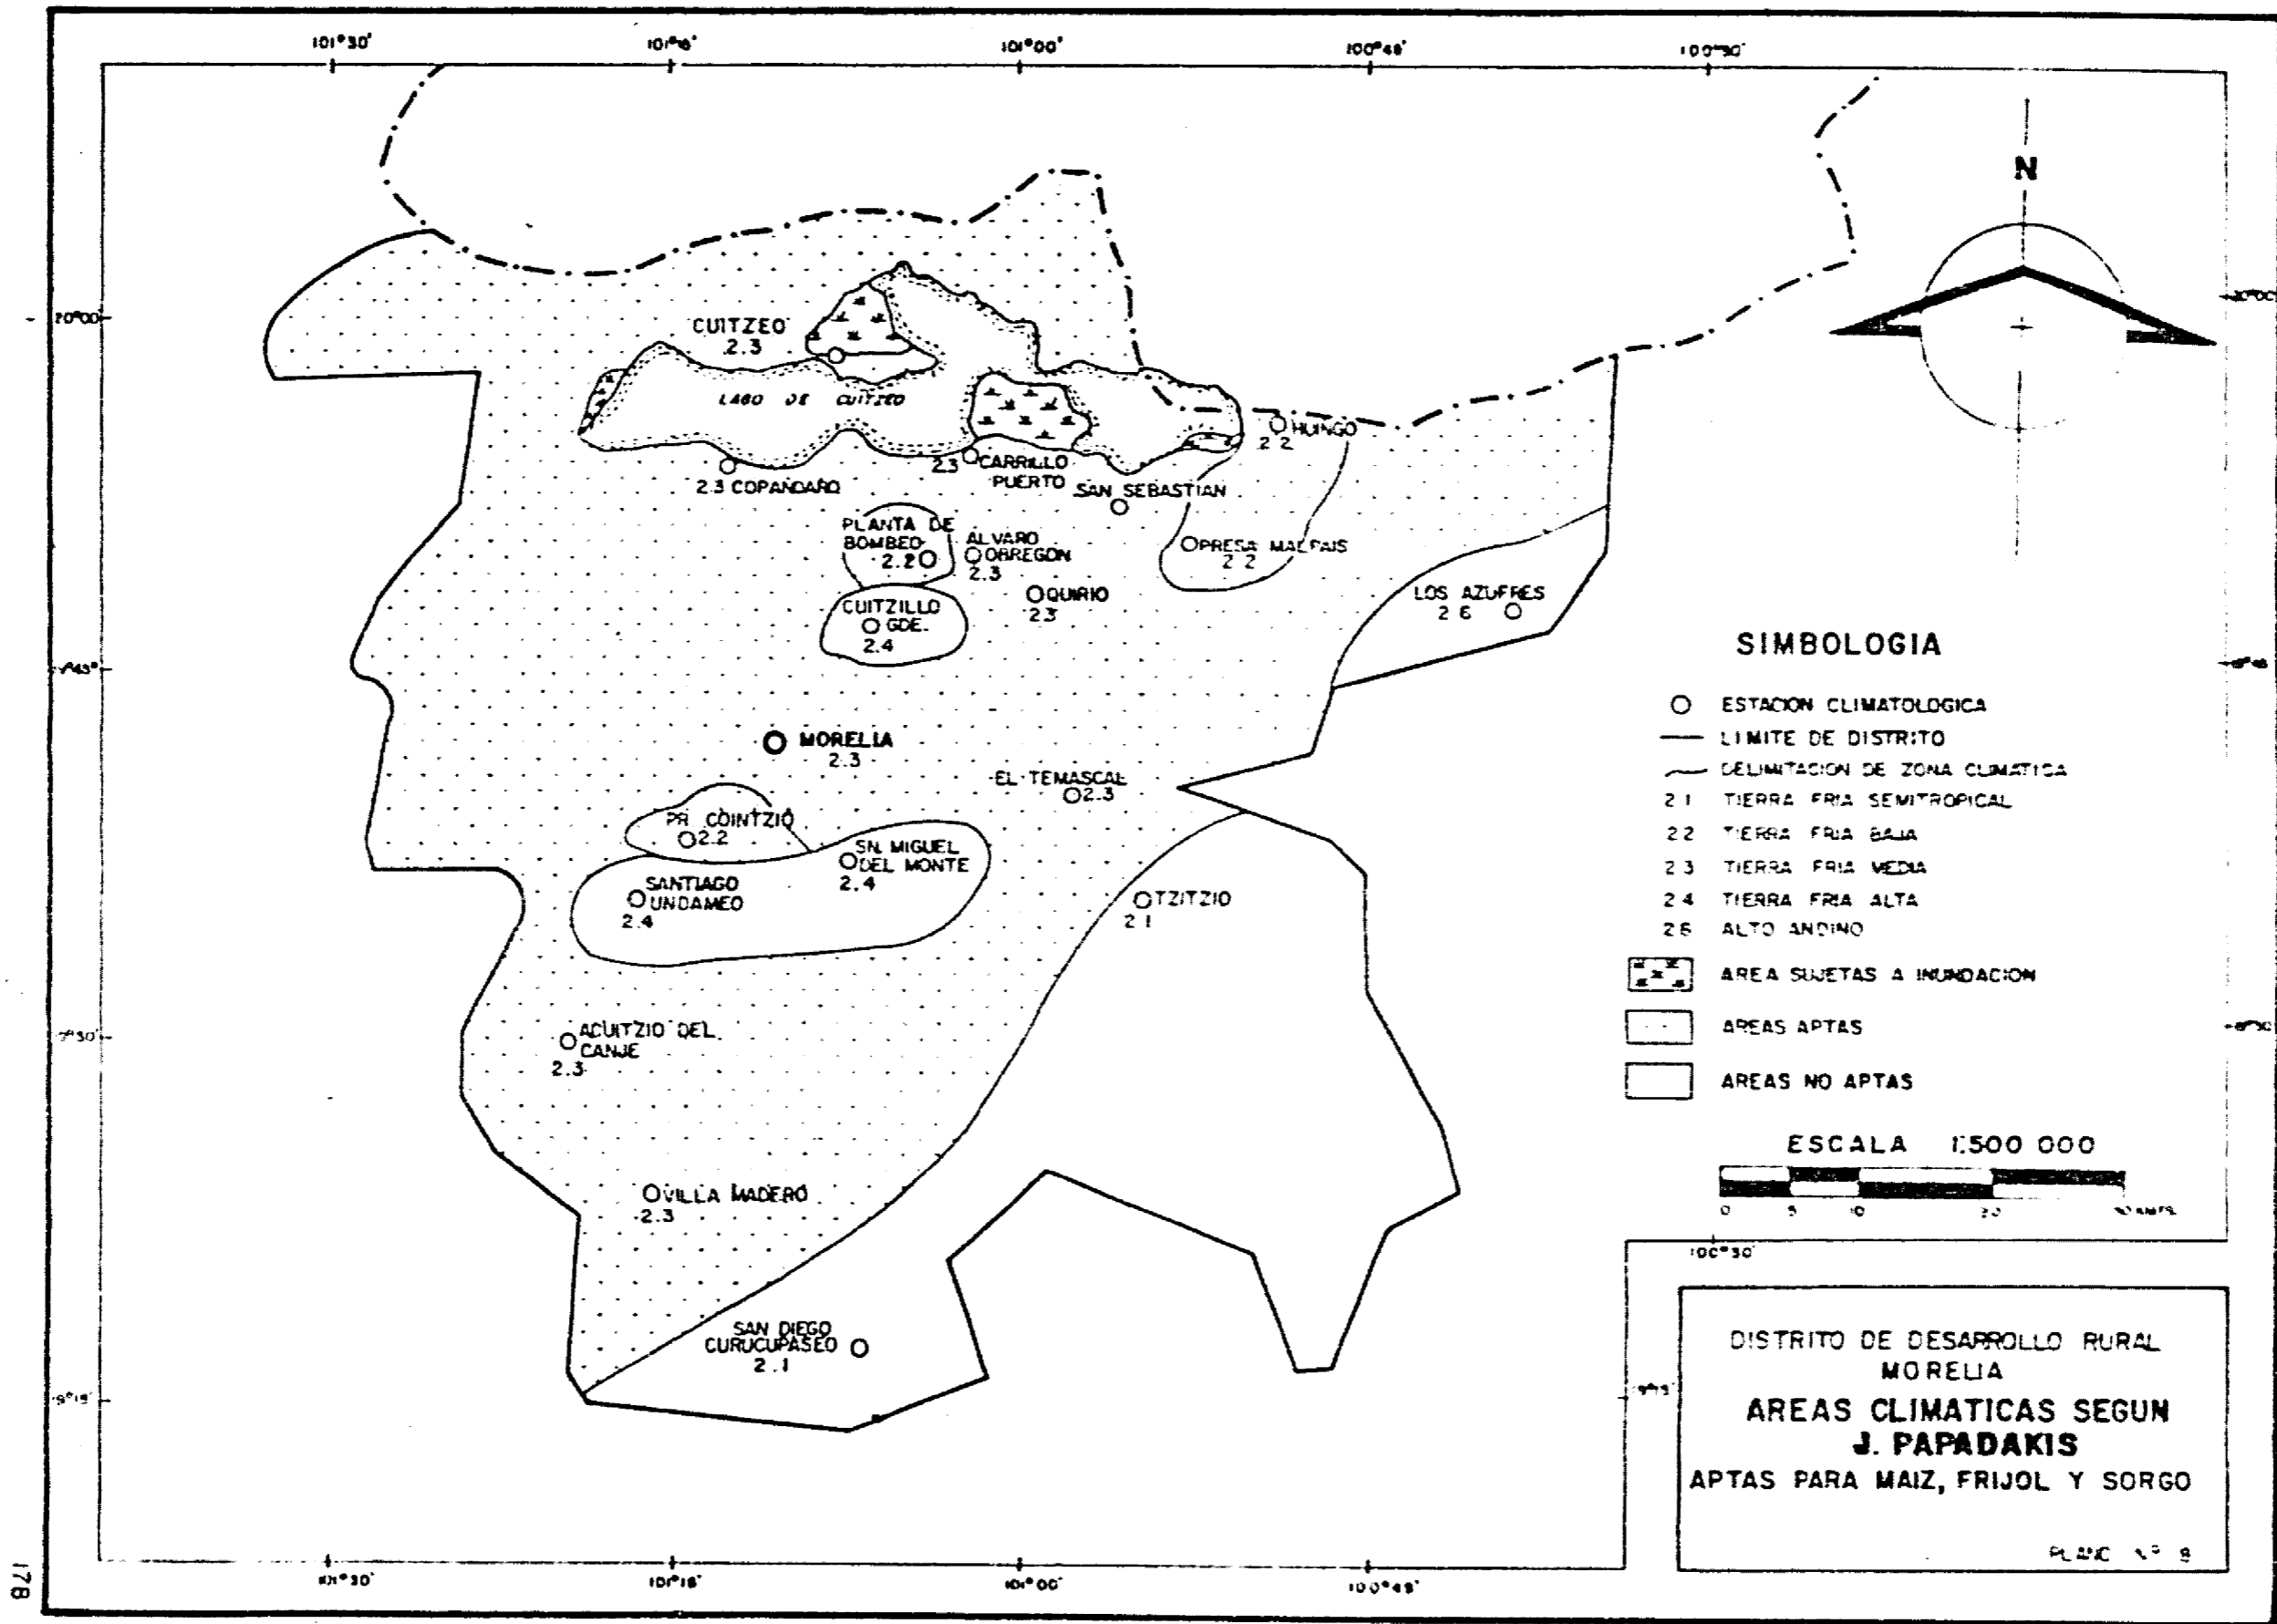 101°30'
101°00'
20°00'
CUITZEO
2.3
LAGO DE CUITZEO
HUINGO
2 2
2.3 COPANDARO
2.3 CARRILLO
PUERTO
SAN SEBASTIAN
PLANTA DE
BOMBEO
2.2
ALVARO
OBREGON
2.3
PRESA MALPAIS
2 2
QUIRIO
2.3
CUITZILLO
GDE.
2.4
LOS AZUFRES
2 6
MORELIA
2.3
EL TEMASCAL
2.3
PR. COINTZIO
2.2
SN. MIGUEL
DEL MONTE
2.4
SANTIAGO
UNDAMEO
2.4
TZITZIO
2 1
ACUITZIO DEL
CANJE
2.3
VILLA MADERO
2.3
SAN DIEGO
CURUCUPASEO
2.1
N
SIMBOLOGIA
ESTACION CLIMATOLOGICA
LIMITE DE DISTRITO
DELIMITACION DE ZONA CLIMATICA
2 1 TIERRA FRIA SEMITROPICAL
2 2 TIERRA FRIA BAJA
2 3 TIERRA FRIA MEDIA
2 4 TIERRA FRIA ALTA
2 6 ALTO ANDINO
AREA SUJETAS A INUNDACION
AREAS APTAS
AREAS NO APTAS
ESCALA 1:500 000
0 5 10 20
100°30'
DISTRITO DE DESARROLLO RURAL
MORELIA
AREAS CLIMATICAS SEGUN
J. PAPADAKIS
APTAS PARA MAIZ, FRIJOL Y SORGO
PLANO Nº
101°30'
101°00'
178